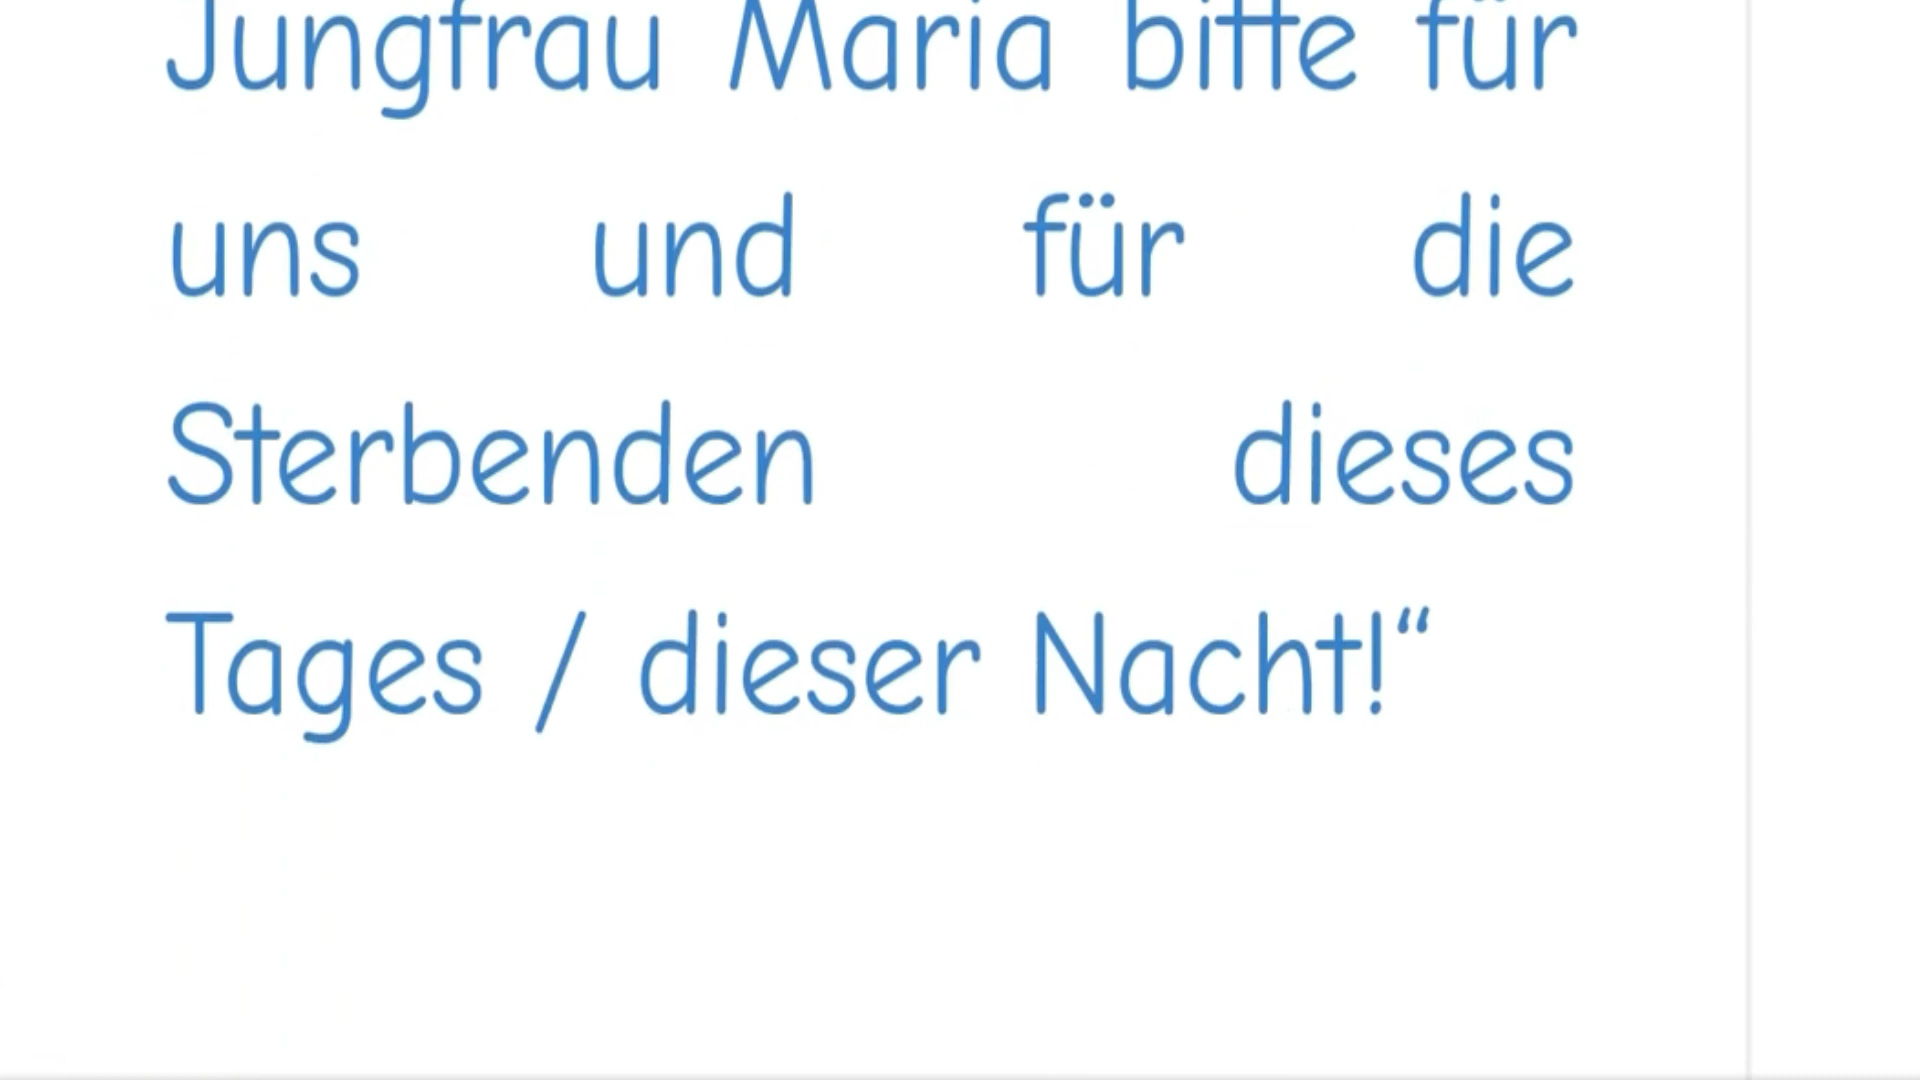 Jungfrau Maria bitte für
uns und für die
Sterbenden dieses
Tages / dieser Nacht!“